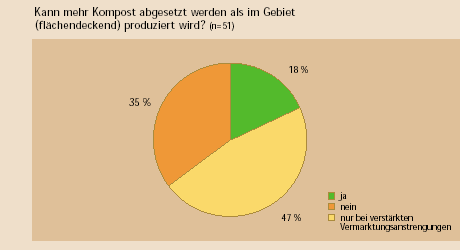 Kann mehr Kompost abgesetzt werden als im Gebiet
(flächendeckend) produziert wird? (n=51)
18 %
35 %
47 %
ja
nein
nur bei verstärkten
Vermarktungsanstrengungen